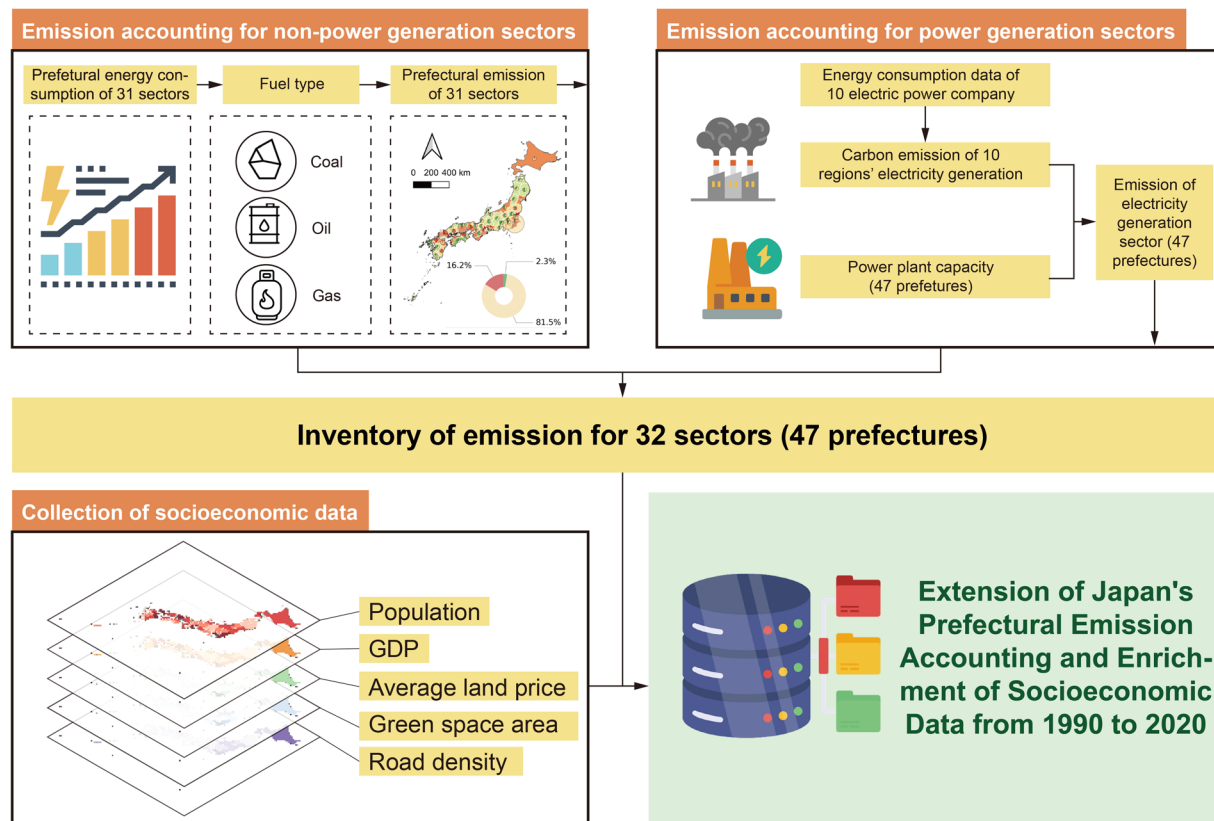 Emission accounting for non-power generation sectors
Prefetural energy con-
sumption of 31 sectors
Fuel type
Prefectural emission
of 31 sectors
Coal
Oil
Gas
0 200 400 km
16.2%
2.3%
81.5%
Emission accounting for power generation sectors
Energy consumption data of
10 electric power company
Carbon emission of 10
regions' electricity generation
Power plant capacity
(47 prefetures)
Emission of
electricity
generation
sector (47
prefectures)
Inventory of emission for 32 sectors (47 prefectures)
Collection of socioeconomic data
Population
GDP
Average land price
Green space area
Road density
Extension of Japan's
Prefectural Emission
Accounting and Enrich-
ment of Socioeconomic
Data from 1990 to 2020